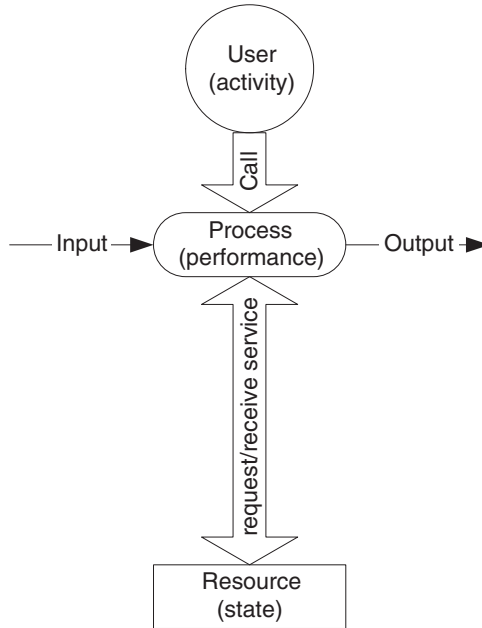 User
(activity)
Call
Process
(performance)
Input
Output
request/receive service
Resource
(state)